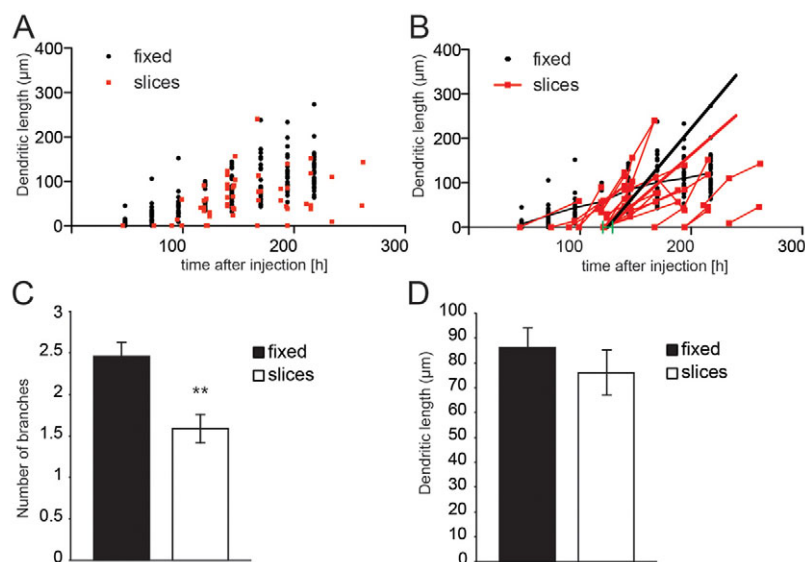 A
Dendritic length (µm)
400
300
200
100
0
fixed
slices
100
200
300
time after injection [h]
B
Dendritic length (µm)
400
300
200
100
0
fixed
slices
100
200
300
time after injection [h]
C
Number of branches
3
2.5
2
1.5
1
0.5
0
**
fixed
slices
D
Dendritic length (µm)
100
90
80
70
60
50
40
30
20
10
0
fixed
slices